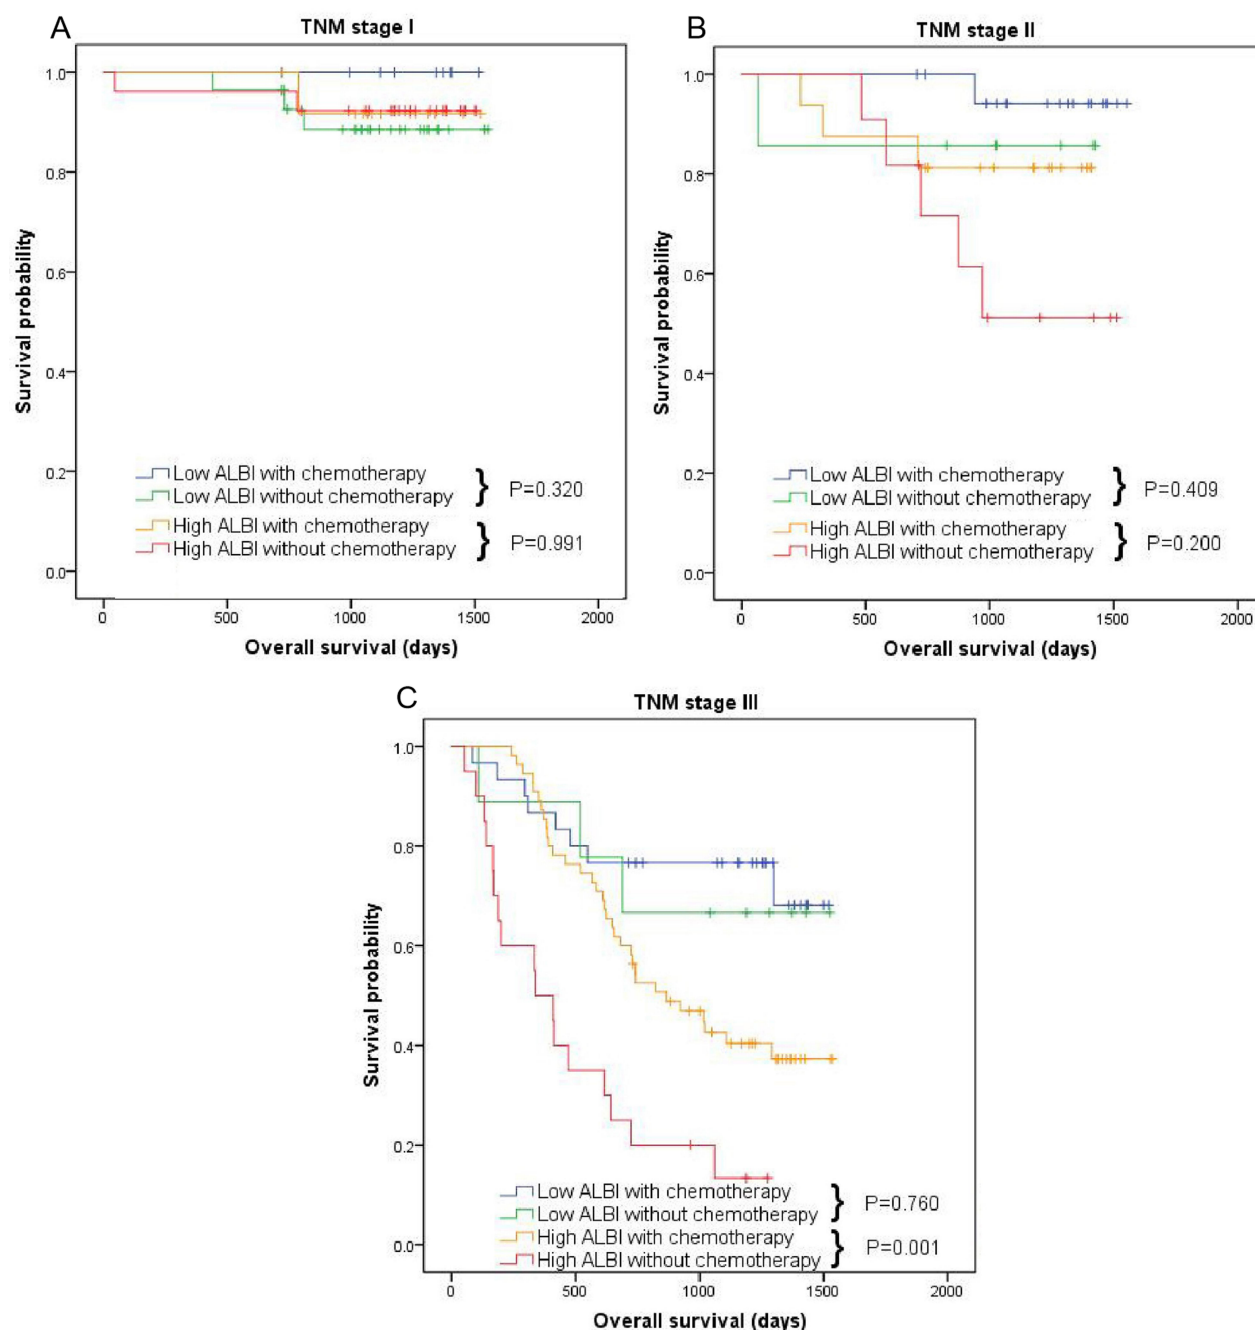 A
TNM stage I
1.0
0.8
0.6
0.4
0.2
0.0
Survival probability
Low ALBI with chemotherapy
Low ALBI without chemotherapy
} P=0.320
High ALBI with chemotherapy
High ALBI without chemotherapy
} P=0.991
0 500 1000 1500 2000
Overall survival (days)
B
TNM stage II
1.0
0.8
0.6
0.4
0.2
0.0
Survival probability
Low ALBI with chemotherapy
Low ALBI without chemotherapy
} P=0.409
High ALBI with chemotherapy
High ALBI without chemotherapy
} P=0.200
0 500 1000 1500 2000
Overall survival (days)
C
TNM stage III
1.0
0.8
0.6
0.4
0.2
0.0
Survival probability
Low ALBI with chemotherapy
Low ALBI without chemotherapy
} P=0.760
High ALBI with chemotherapy
High ALBI without chemotherapy
} P=0.001
0 500 1000 1500 2000
Overall survival (days)